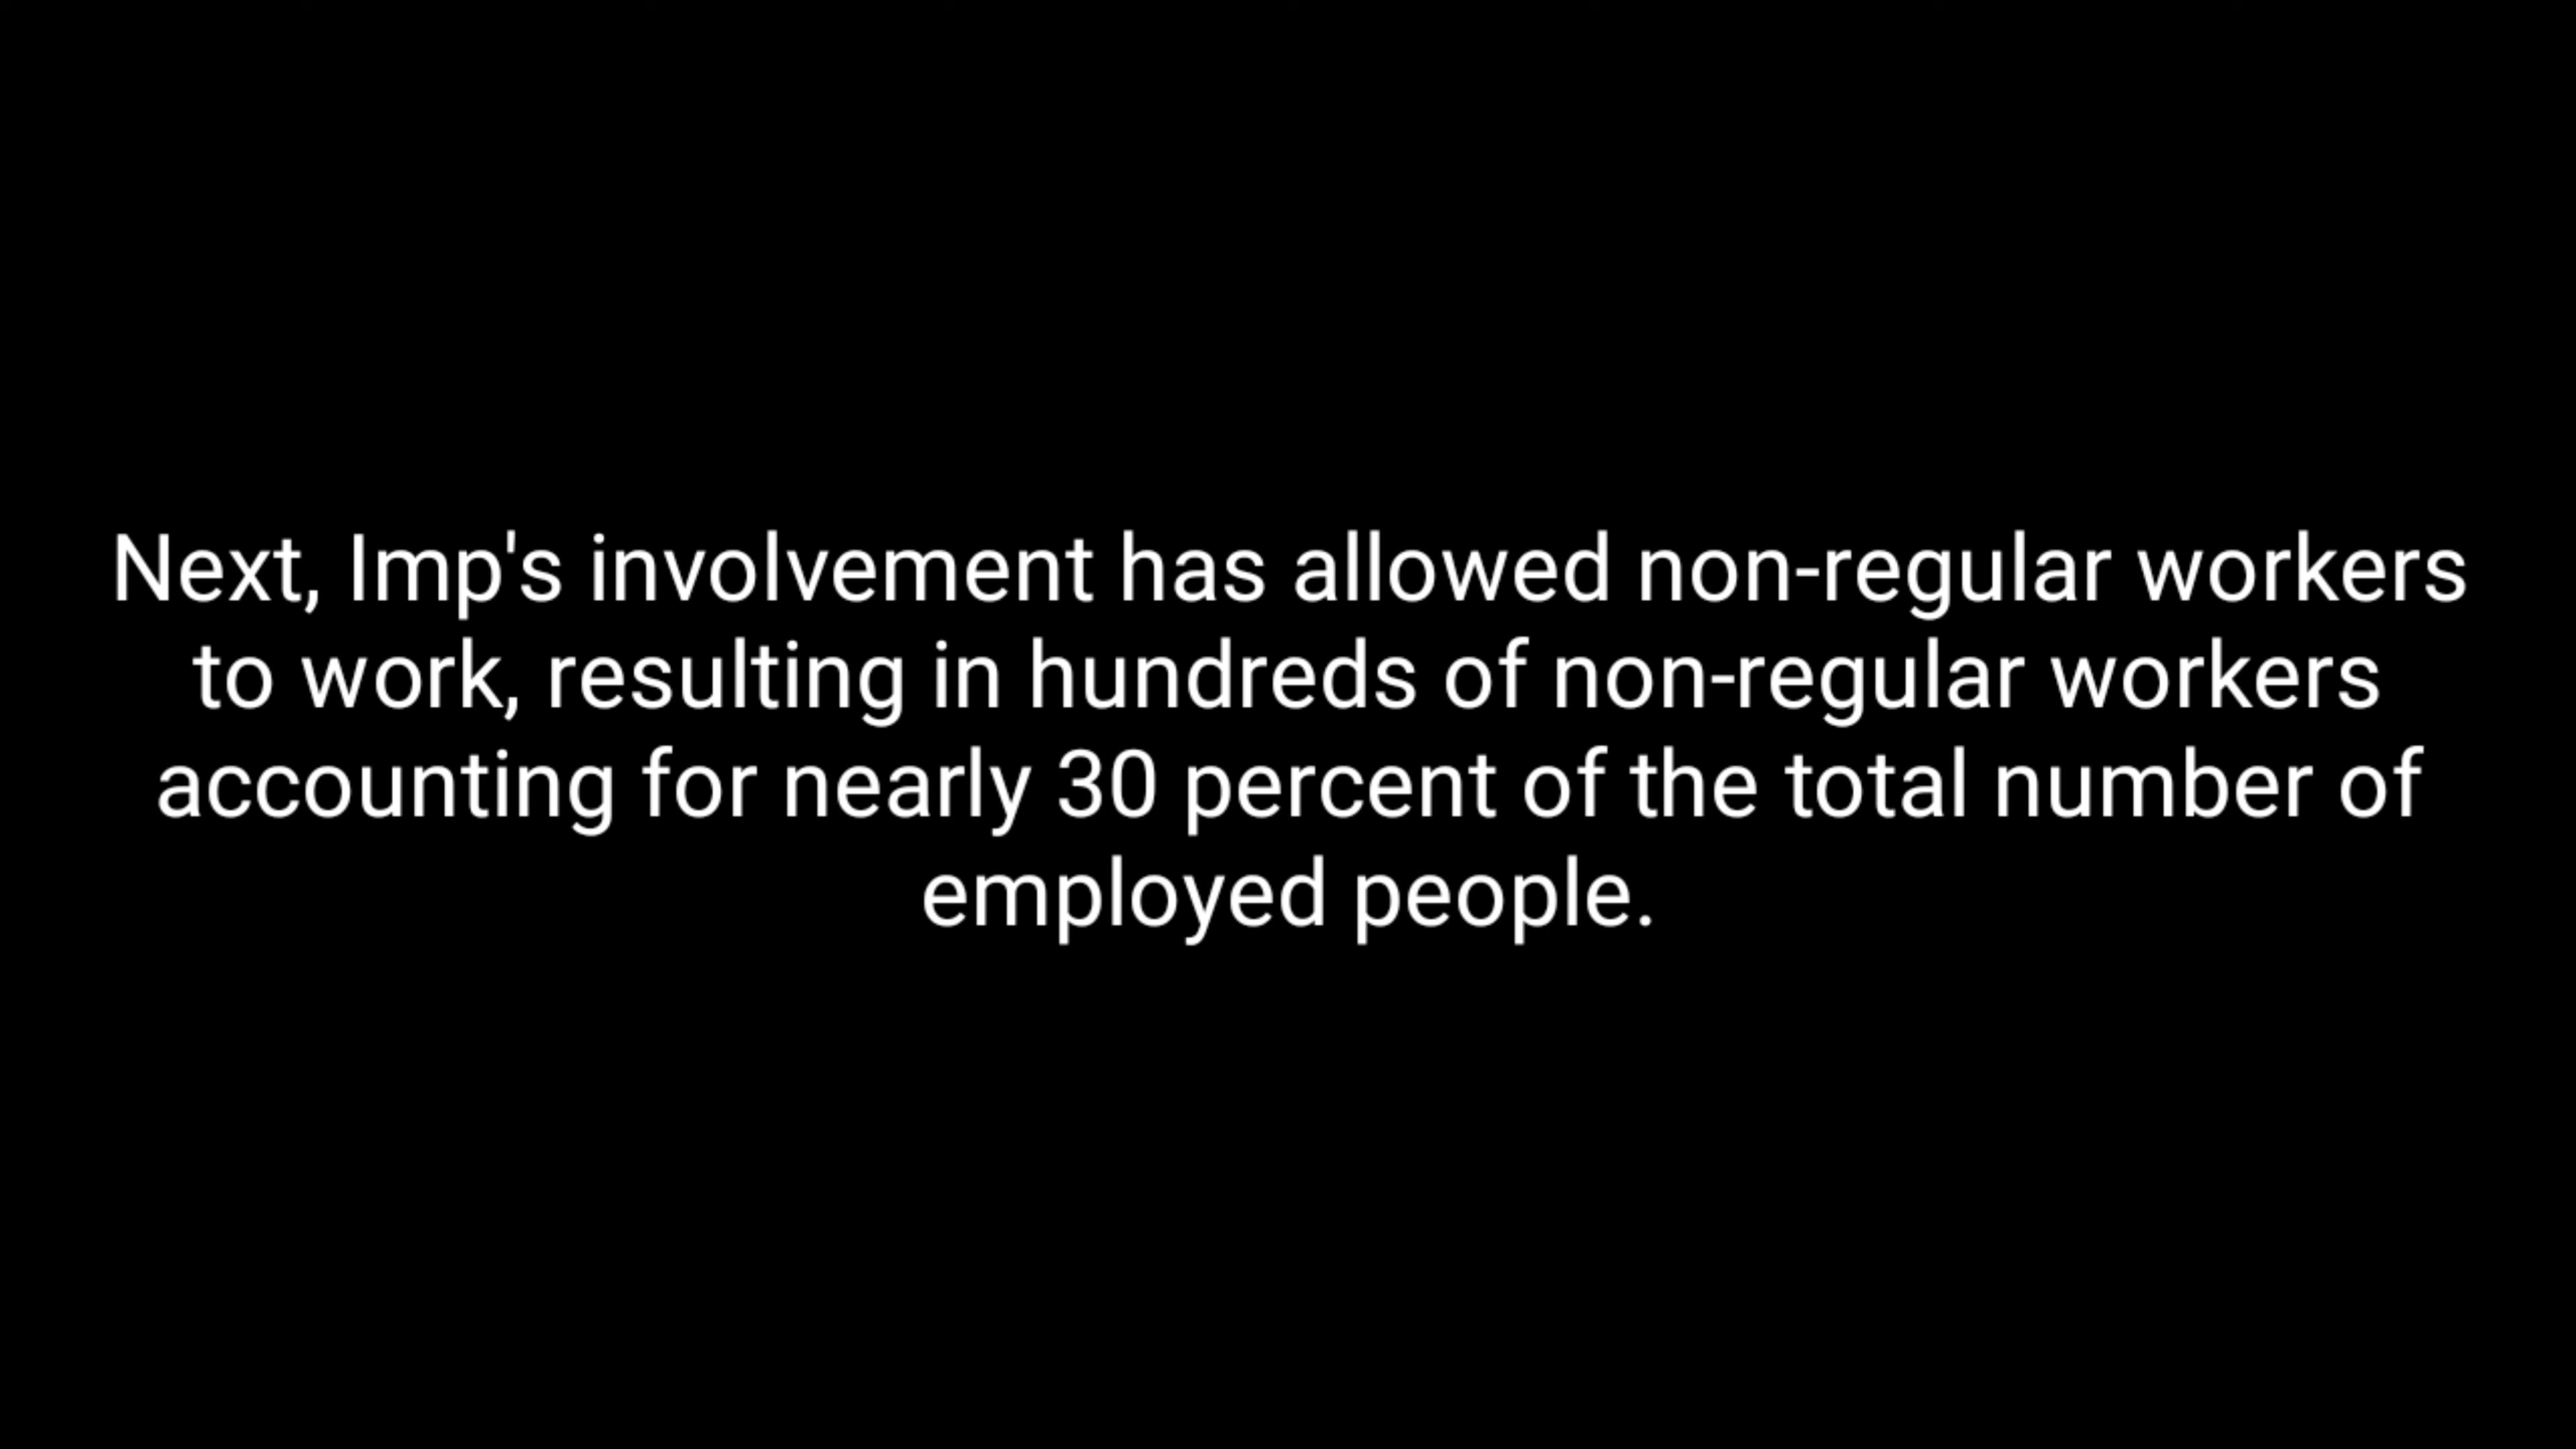 Next, Imp's involvement has allowed non-regular workers
to work, resulting in hundreds of non-regular workers
accounting for nearly 30 percent of the total number of
employed people.